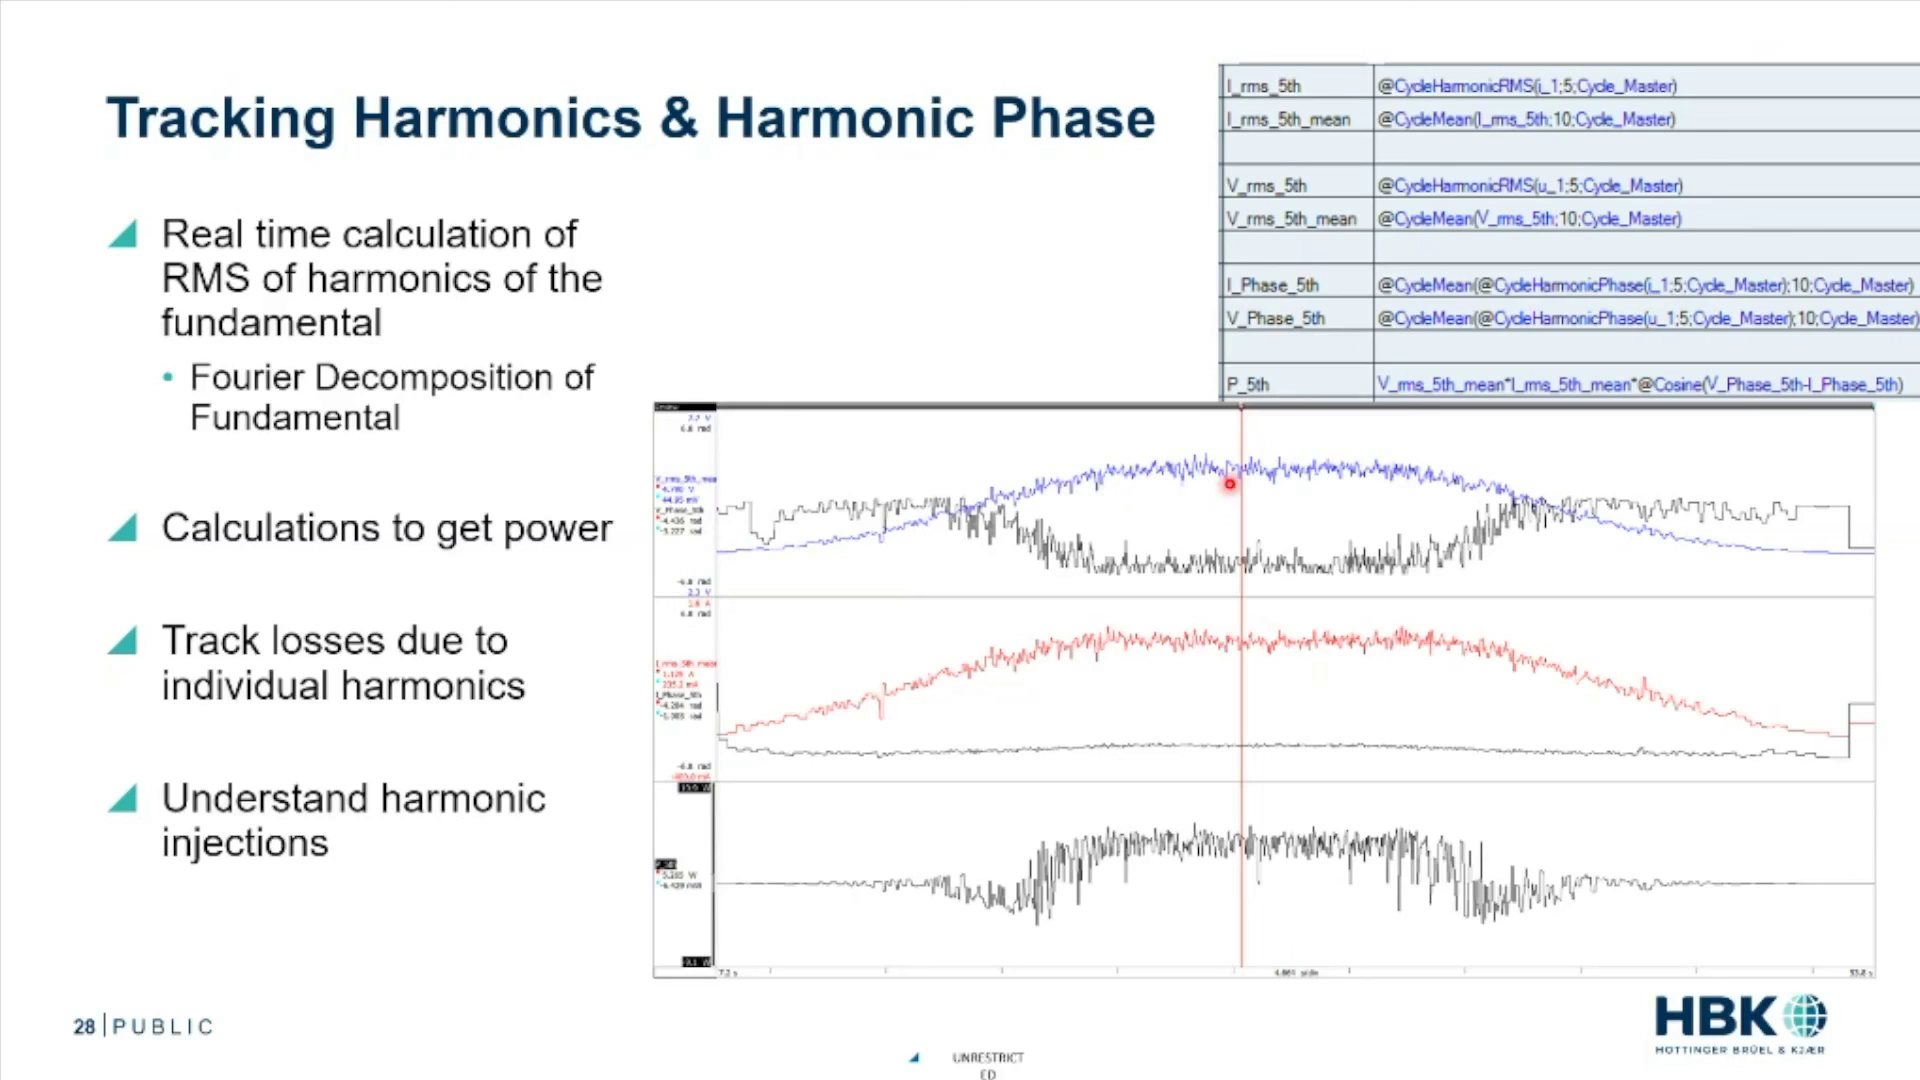 Tracking Harmonics & Harmonic Phase
Real time calculation of
RMS of harmonics of the
fundamental
Fourier Decomposition of
Fundamental
Calculations to get power
Track losses due to
individual harmonics
Understand harmonic
injections
I_rms_5th @CycleHarmonicRMS(i_1;5;Cycle_Master)
I_rms_5th_mean @CycleMean(I_rms_5th;10;Cycle_Master)
V_rms_5th @CycleHarmonicRMS(u_1;5;Cycle_Master)
V_rms_5th_mean @CycleMean(V_rms_5th;10;Cycle_Master)
I_Phase_5th @CycleMean(@CycleHarmonicPhase(i_1;5;Cycle_Master);10;Cycle_Master)
V_Phase_5th @CycleMean(@CycleHarmonicPhase(u_1;5;Cycle_Master);10;Cycle_Master)
P_5th V_rms_5th_mean*I_rms_5th_mean*@Cosine(V_Phase_5th-I_Phase_5th)
28 | PUBLIC
UNRESTRICT
ED
HBK
HOTTINGER BRÜEL & KJÆR